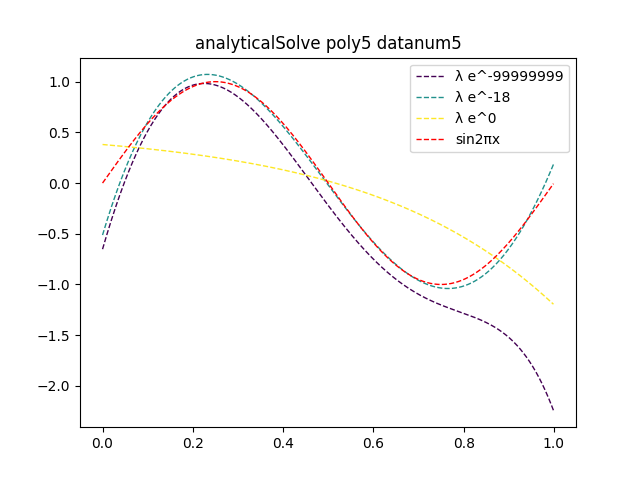 analyticalSolve poly5 datanum5
λ e^-99999999
λ e^-18
λ e^0
sin2πx
1.0
0.5
0.0
−0.5
−1.0
−1.5
−2.0
0.0 0.2 0.4 0.6 0.8 1.0